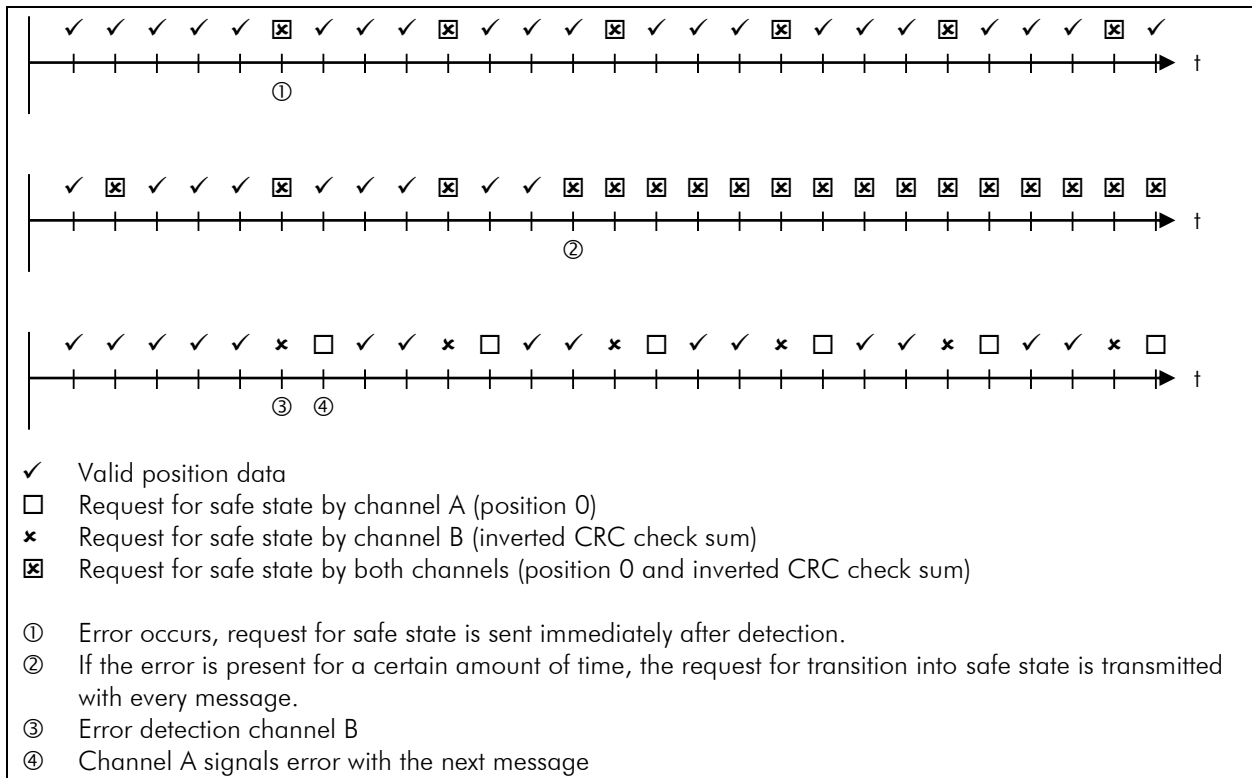 ✓ ✓ ✓ ✓ ✓ ☒ ✓ ✓ ✓ ☒ ✓ ✓ ✓ ☒ ✓ ✓ ✓ ☒ ✓ ✓ ✓ ☒ ✓ ✓ ✓ ☒ ✓
t
①
✓ ☒ ✓ ✓ ✓ ☒ ✓ ✓ ✓ ☒ ✓ ✓ ☒ ☒ ☒ ☒ ☒ ☒ ☒ ☒ ☒ ☒ ☒ ☒ ☒ ☒ ☒
t
②
✓ ✓ ✓ ✓ ✓ × □ ✓ ✓ × □ ✓ ✓ × □ ✓ ✓ × □ ✓ ✓ × □ ✓ ✓ × □
t
③ ④
✓ Valid position data
□ Request for safe state by channel A (position 0)
× Request for safe state by channel B (inverted CRC check sum)
☒ Request for safe state by both channels (position 0 and inverted CRC check sum)
① Error occurs, request for safe state is sent immediately after detection.
② If the error is present for a certain amount of time, the request for transition into safe state is transmitted
with every message.
③ Error detection channel B
④ Channel A signals error with the next message